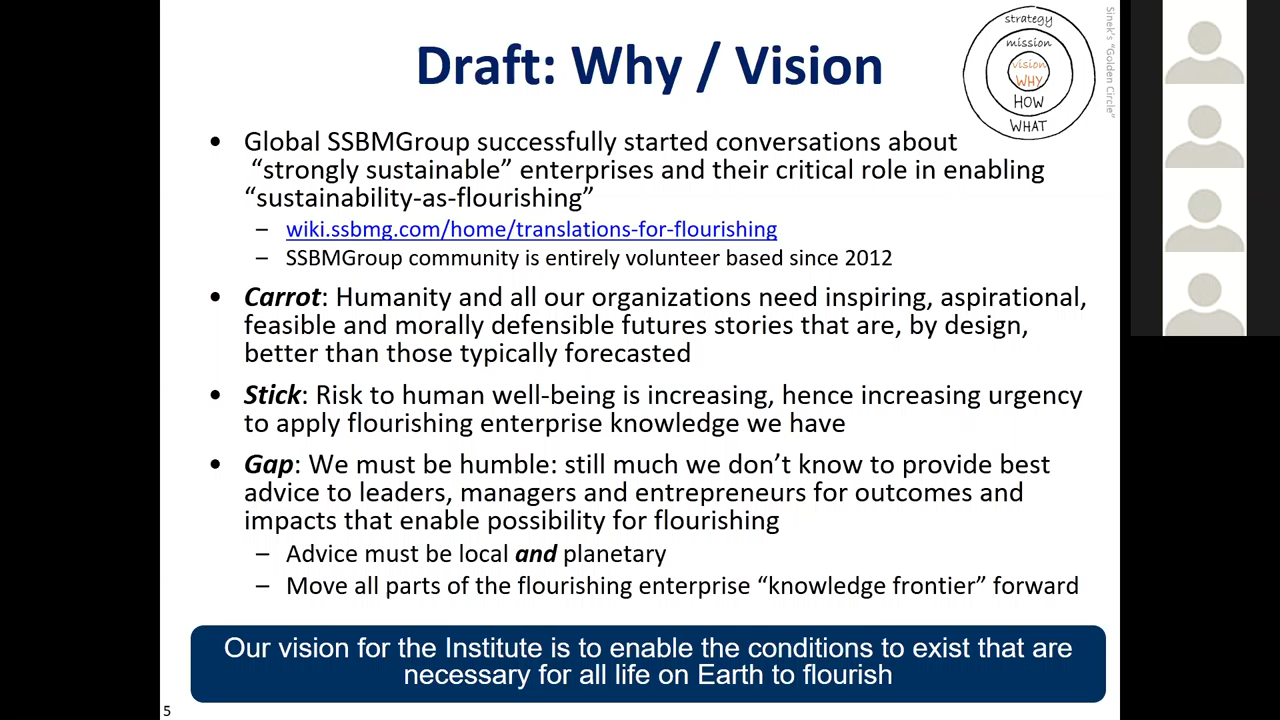 Draft: Why / Vision
strategy
mission
vision
WHY
HOW
WHAT
Sinek's "Golden Circle"
• Global SSBMGroup successfully started conversations about
“strongly sustainable” enterprises and their critical role in enabling
“sustainability-as-flourishing”
– wiki.ssbmg.com/home/translations-for-flourishing
– SSBMGroup community is entirely volunteer based since 2012
• Carrot: Humanity and all our organizations need inspiring, aspirational,
feasible and morally defensible futures stories that are, by design,
better than those typically forecasted
• Stick: Risk to human well-being is increasing, hence increasing urgency
to apply flourishing enterprise knowledge we have
• Gap: We must be humble: still much we don’t know to provide best
advice to leaders, managers and entrepreneurs for outcomes and
impacts that enable possibility for flourishing
– Advice must be local and planetary
– Move all parts of the flourishing enterprise “knowledge frontier” forward
Our vision for the Institute is to enable the conditions to exist that are
necessary for all life on Earth to flourish
5